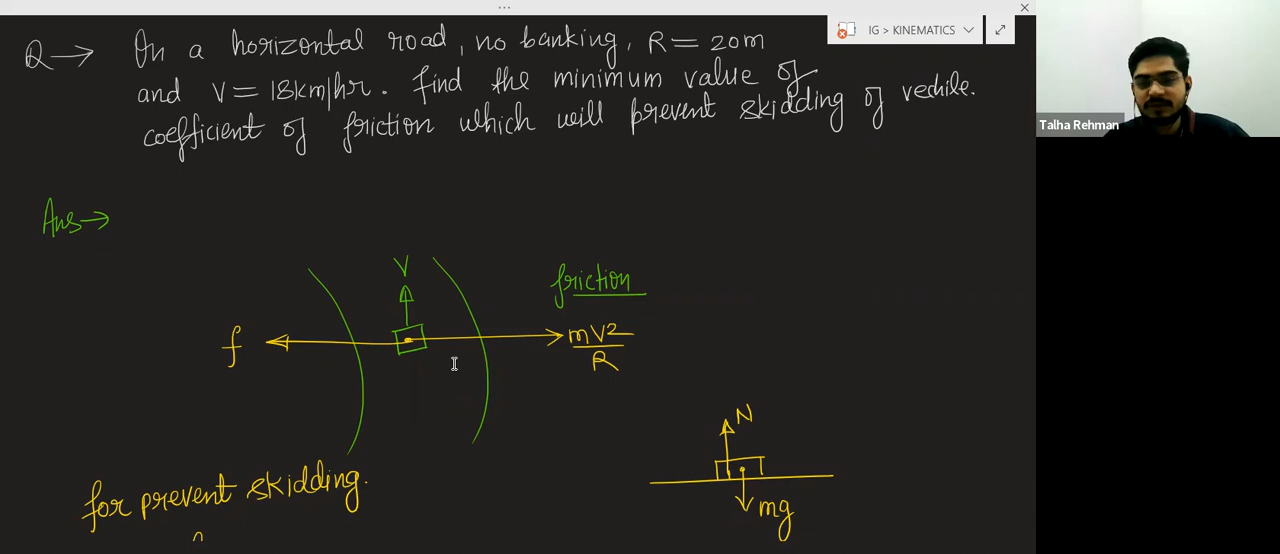 IG > KINEMATICS
Q → On a horizontal road, no banking, R = 20m
and V = 18km/hr. Find the minimum value of
coefficient of friction which will prevent skidding of vechile.
Talha Rehman
Ans →
V
friction
f
mV²/R
N
mg
for prevent skidding.